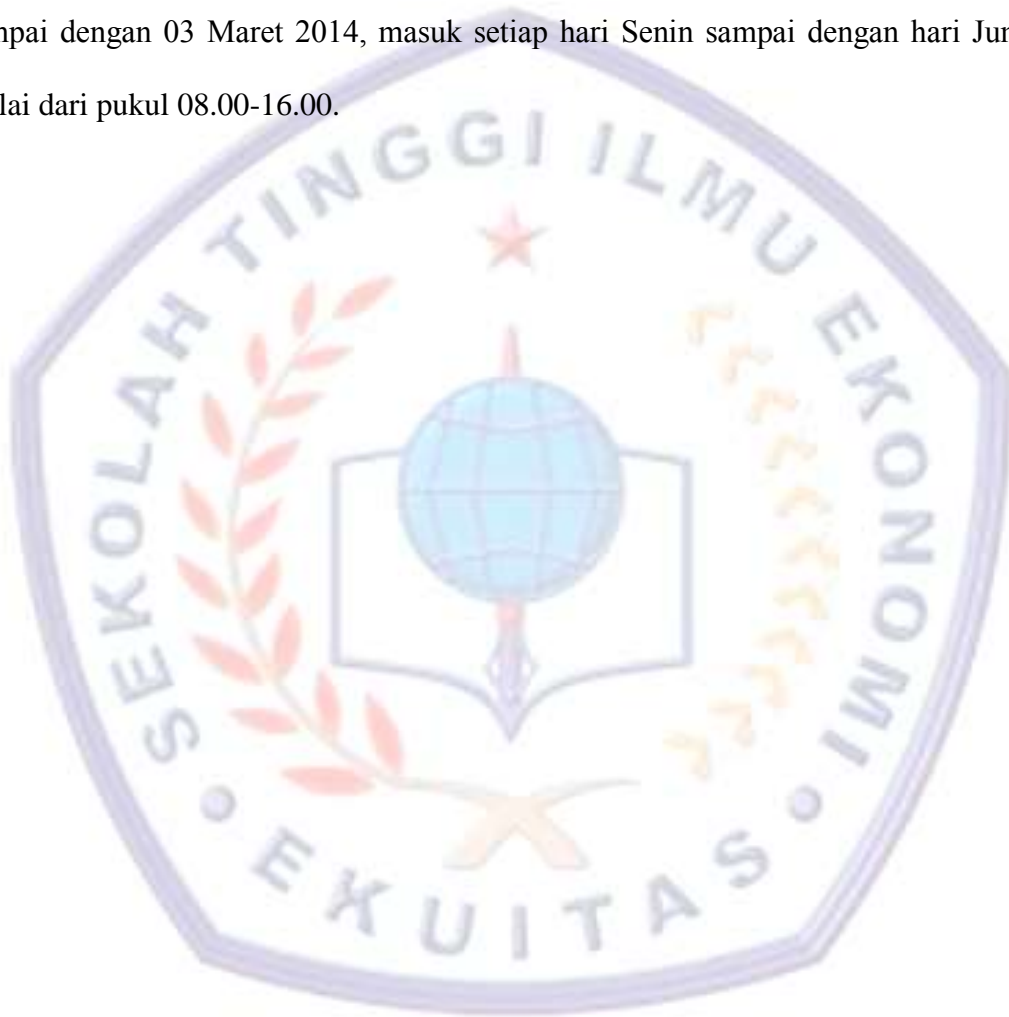 mpai dengan 03 Maret 2014, masuk setiap hari Senin sampai dengan hari Jum
lai dari pukul 08.00-16.00.
SEKOLAH TINGGI ILMU EKONOMI
EKUITAS